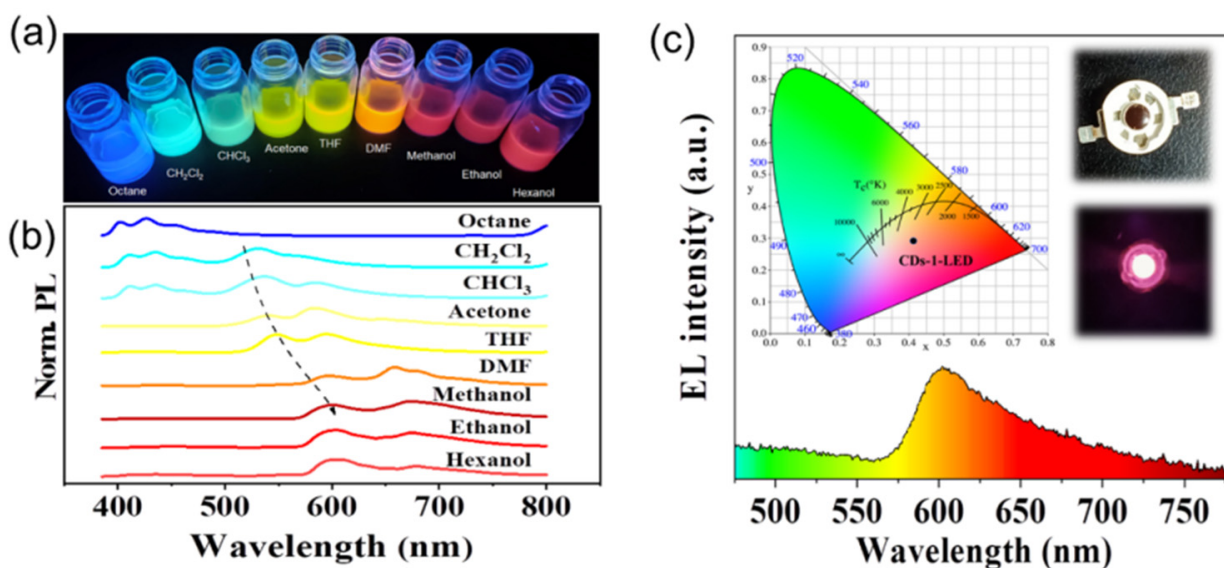 (a)
Octane
CH₂Cl₂
CHCl₃
Acetone
THF
DMF
Methanol
Ethanol
Hexanol
(b)
Norm. PL
Octane
CH₂Cl₂
CHCl₃
Acetone
THF
DMF
Methanol
Ethanol
Hexanol
400 500 600 700 800
Wavelength (nm)
(c)
EL intensity (a.u.)
0.9
0.8
0.7
0.6
0.5
y
0.4
0.3
0.2
0.1
0.0
0.0 0.1 0.2 0.3 0.4 0.5 0.6 0.7 0.8
x
520
540
560
580
600
620
700
500
490
480
470
460
380
T_C(°K)
10000
6000
4000
3000
2500
2000
1500
∞
CDs-1-LED
500 550 600 650 700 750
Wavelength (nm)